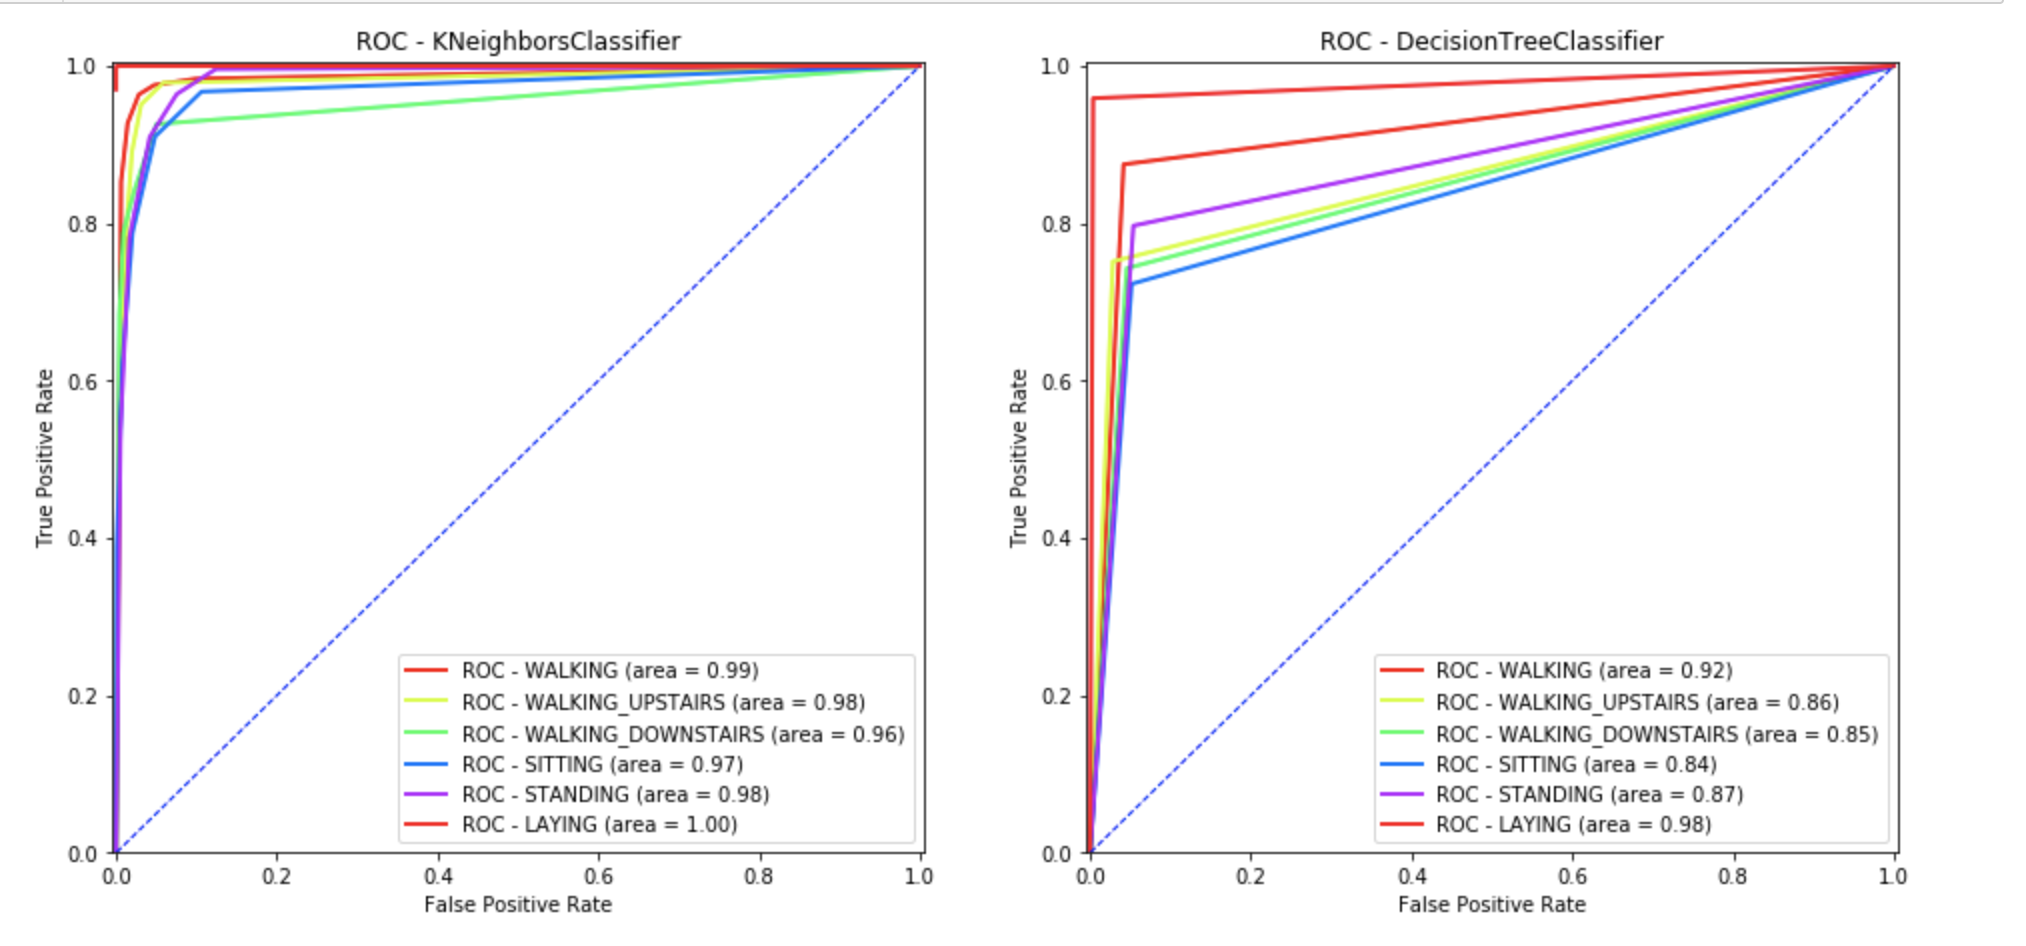 ROC - KNeighborsClassifier
1.0
0.8
0.6
0.4
0.2
0.0
True Positive Rate
ROC - WALKING (area = 0.99)
ROC - WALKING_UPSTAIRS (area = 0.98)
ROC - WALKING_DOWNSTAIRS (area = 0.96)
ROC - SITTING (area = 0.97)
ROC - STANDING (area = 0.98)
ROC - LAYING (area = 1.00)
0.0 0.2 0.4 0.6 0.8 1.0
False Positive Rate
ROC - DecisionTreeClassifier
1.0
0.8
0.6
0.4
0.2
0.0
True Positive Rate
ROC - WALKING (area = 0.92)
ROC - WALKING_UPSTAIRS (area = 0.86)
ROC - WALKING_DOWNSTAIRS (area = 0.85)
ROC - SITTING (area = 0.84)
ROC - STANDING (area = 0.87)
ROC - LAYING (area = 0.98)
0.0 0.2 0.4 0.6 0.8 1.0
False Positive Rate